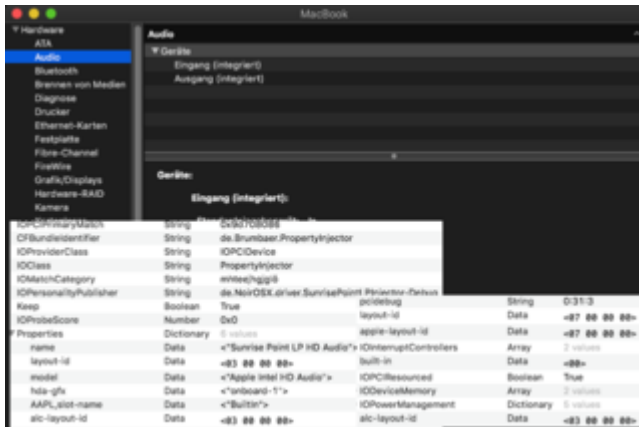 MacBook
Hardware
ATA
Audio
Bluetooth
Brennen von Medien
Diagnose
Drucker
Ethernet-Karten
Festplatte
Fibre-Channel
FireWire
Grafik/Displays
Hardware-RAID
Kamera
Audio
Geräte
Eingang (integriert)
Ausgang (integriert)
Geräte:
Eingang (integriert):
IOPCIPrimaryMatch String 0x9d708086
CFBundleIdentifier String de.Brumbaer.PropertyInjector
IOProviderClass String IOPCIDevice
IOClass String PropertyInjector
IOMatchCategory String
IOPersonalityPublisher String de.NoirOSX.driver.SunrisePoint
Keep Boolean True
IOProbeScore Number 0x0
Properties Dictionary 6 values
name Data <"Sunrise Point LP HD Audio">
layout-id Data <03 00 00 00>
model Data <"Apple Intel HD Audio">
hda-gfx Data <"onboard-1">
AAPL,slot-name Data <"Builtin">
alc-layout-id Data <03 00 00 00>
pcidebug String 0:31:3
layout-id Data <07 00 00 00>
apple-layout-id Data <07 00 00 00>
IOInterruptControllers Array 2 values
built-in Data <00>
IOPCIResourced Boolean True
IODeviceMemory Array 2 values
IOPowerManagement Dictionary 5 values
alc-layout-id Data <03 00 00 00>